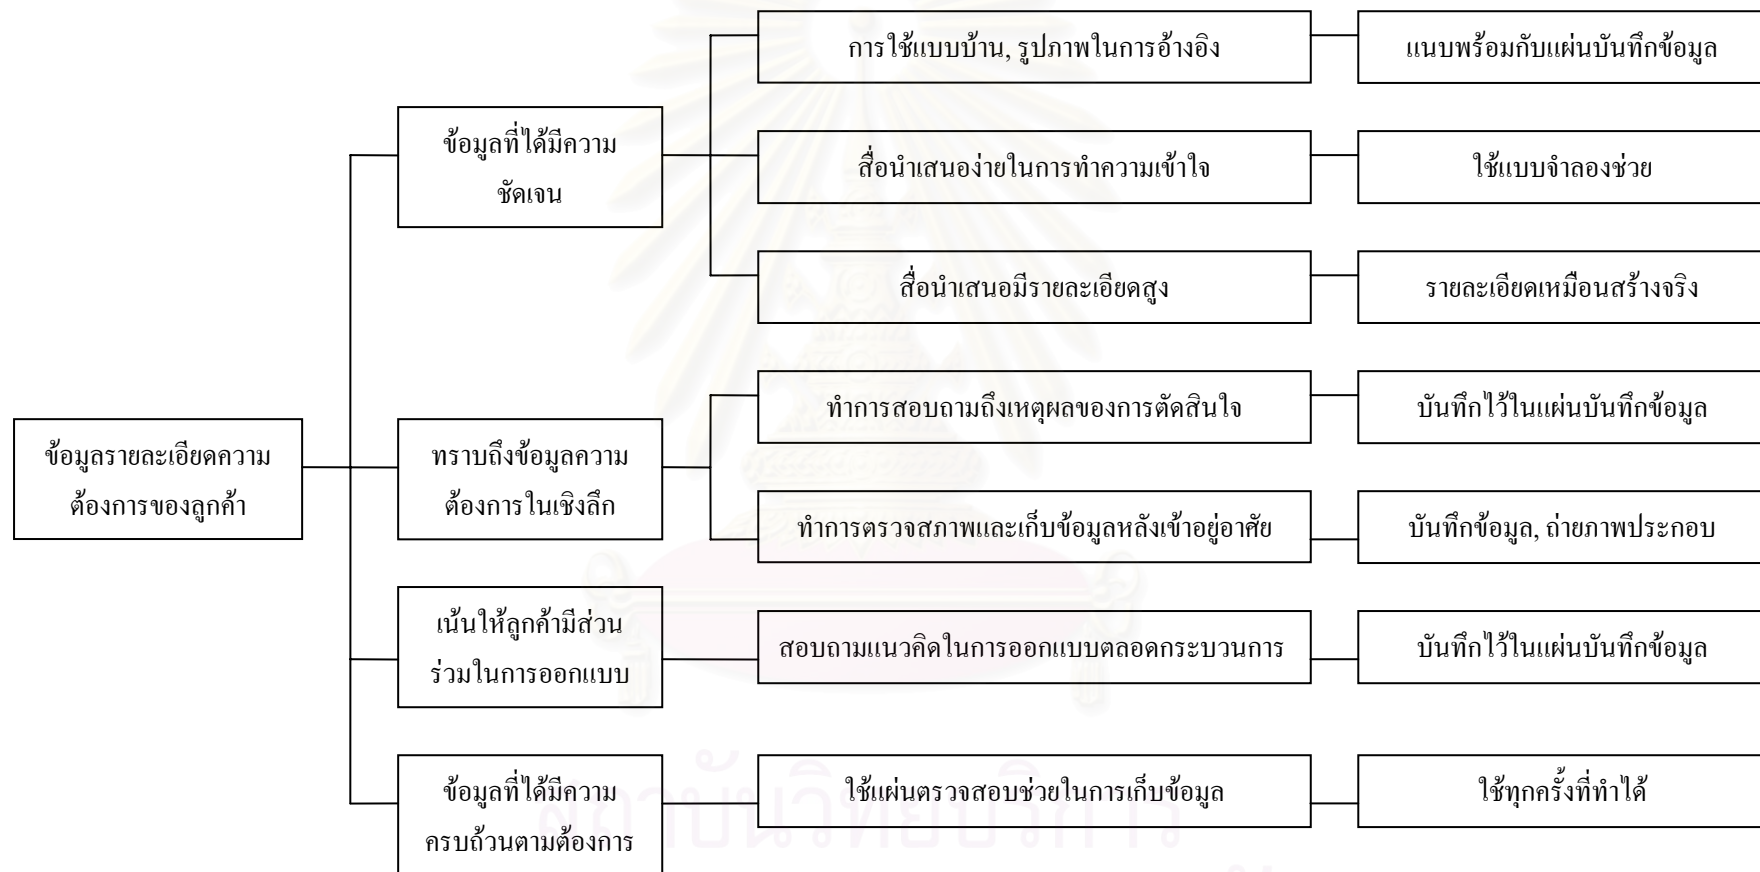 การใช้แบบบ้าน, รูปภาพในการอ้างอิง
แนบพร้อมกับแผ่นบันทึกข้อมูล
ข้อมูลที่ได้มีความ
ชัดเจน
สื่อนำเสนอง่ายในการทำความเข้าใจ
ใช้แบบจำลองช่วย
สื่อนำเสนอมีรายละเอียดสูง
รายละเอียดเหมือนสร้างจริง
ข้อมูลรายละเอียดความ
ต้องการของลูกค้า
ทราบถึงข้อมูลความ
ต้องการในเชิงลึก
ทำการสอบถามถึงเหตุผลของการตัดสินใจ
บันทึกไว้ในแผ่นบันทึกข้อมูล
ทำการตรวจสภาพและเก็บข้อมูลหลังเข้าอยู่อาศัย
บันทึกข้อมูล, ถ่ายภาพประกอบ
เน้นให้ลูกค้ามีส่วน
ร่วมในการออกแบบ
สอบถามแนวคิดในการออกแบบตลอดกระบวนการ
บันทึกไว้ในแผ่นบันทึกข้อมูล
ข้อมูลที่ได้มีความ
ครบถ้วนตามต้องการ
ใช้แผ่นตรวจสอบช่วยในการเก็บข้อมูล
ใช้ทุกครั้งที่ทำได้
สถาบันวิทยบริการ